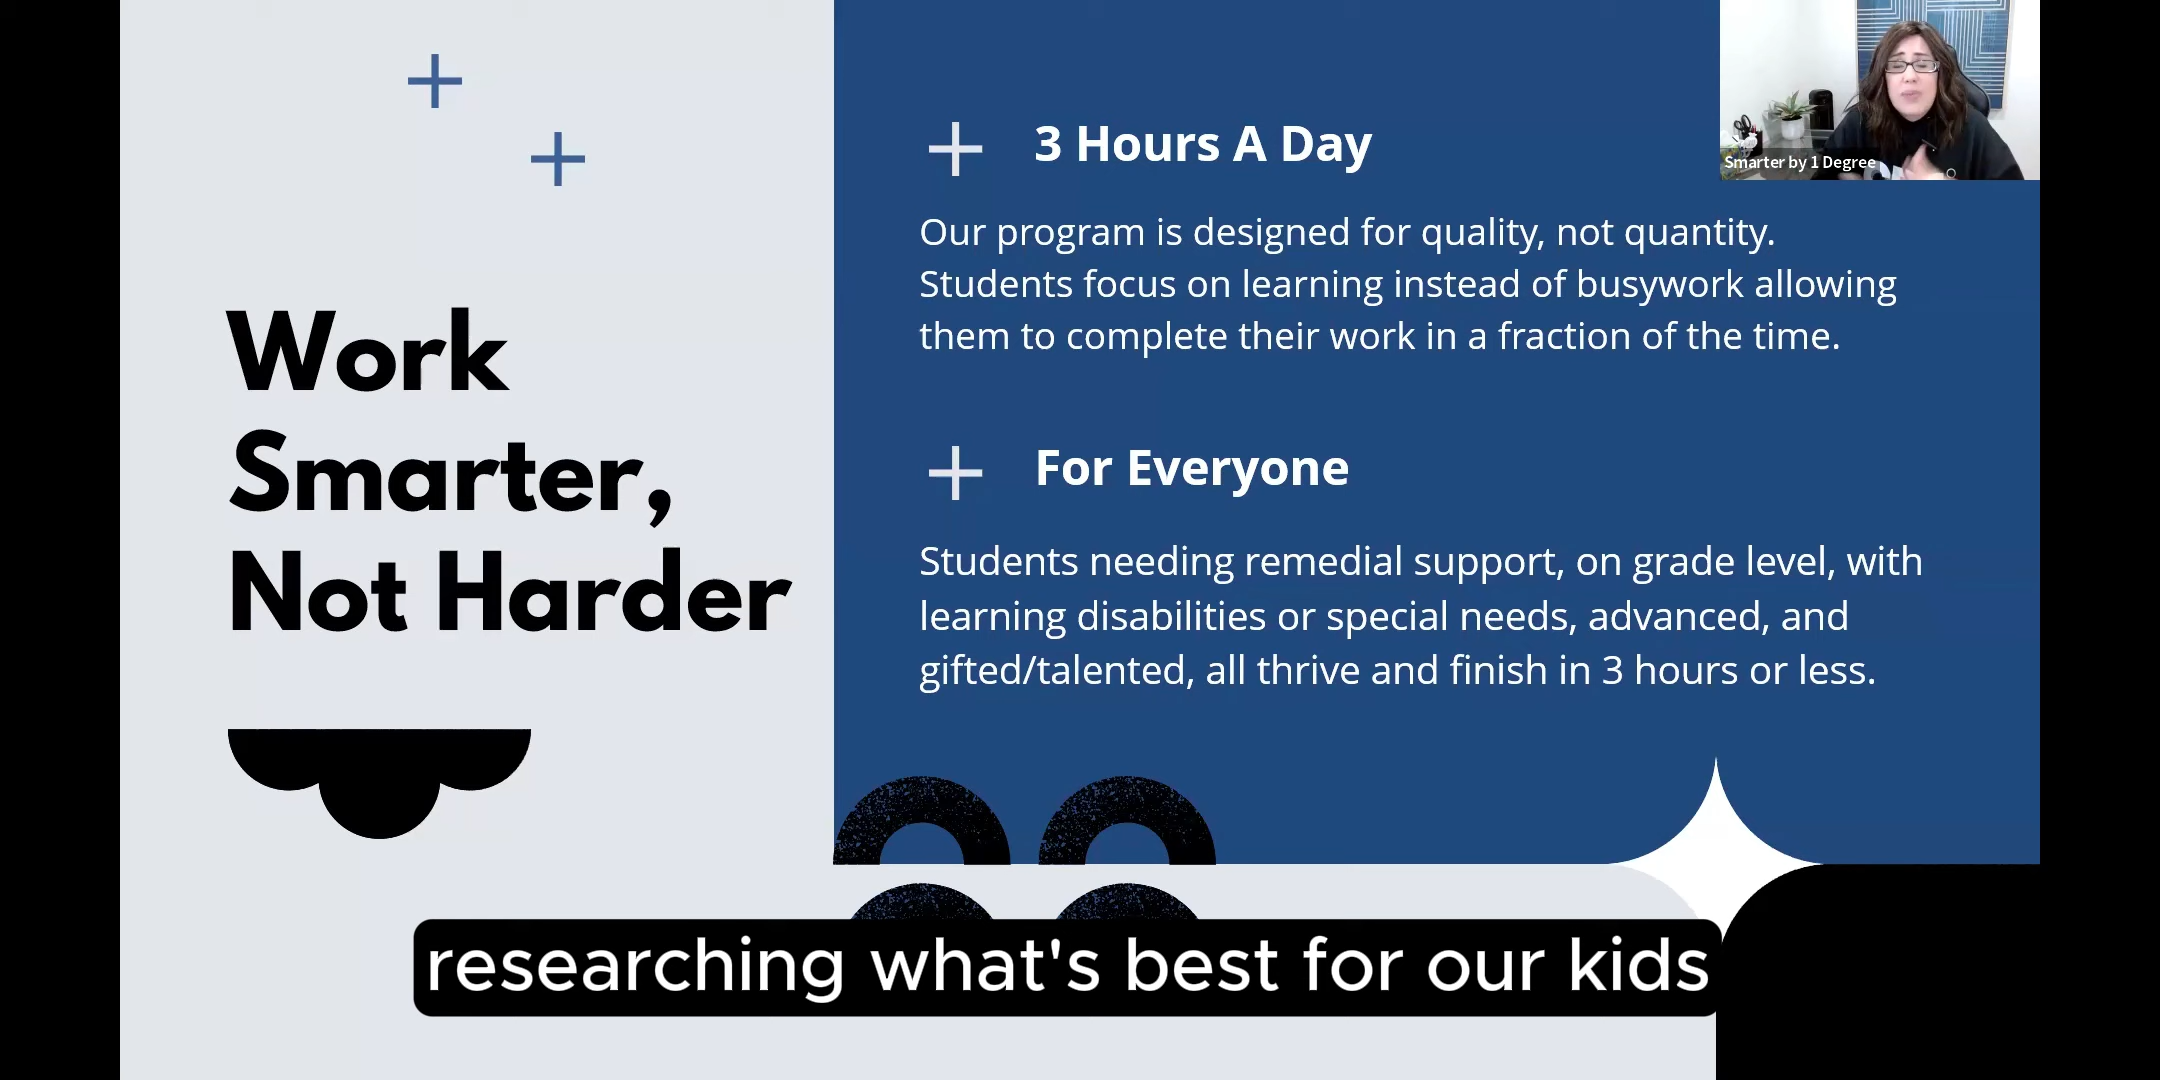 Work
Smarter,
Not Harder
3 Hours A Day
Our program is designed for quality, not quantity.
Students focus on learning instead of busywork allowing
them to complete their work in a fraction of the time.
For Everyone
Students needing remedial support, on grade level, with
learning disabilities or special needs, advanced, and
gifted/talented, all thrive and finish in 3 hours or less.
Smarter by 1 Degree
researching what's best for our kids